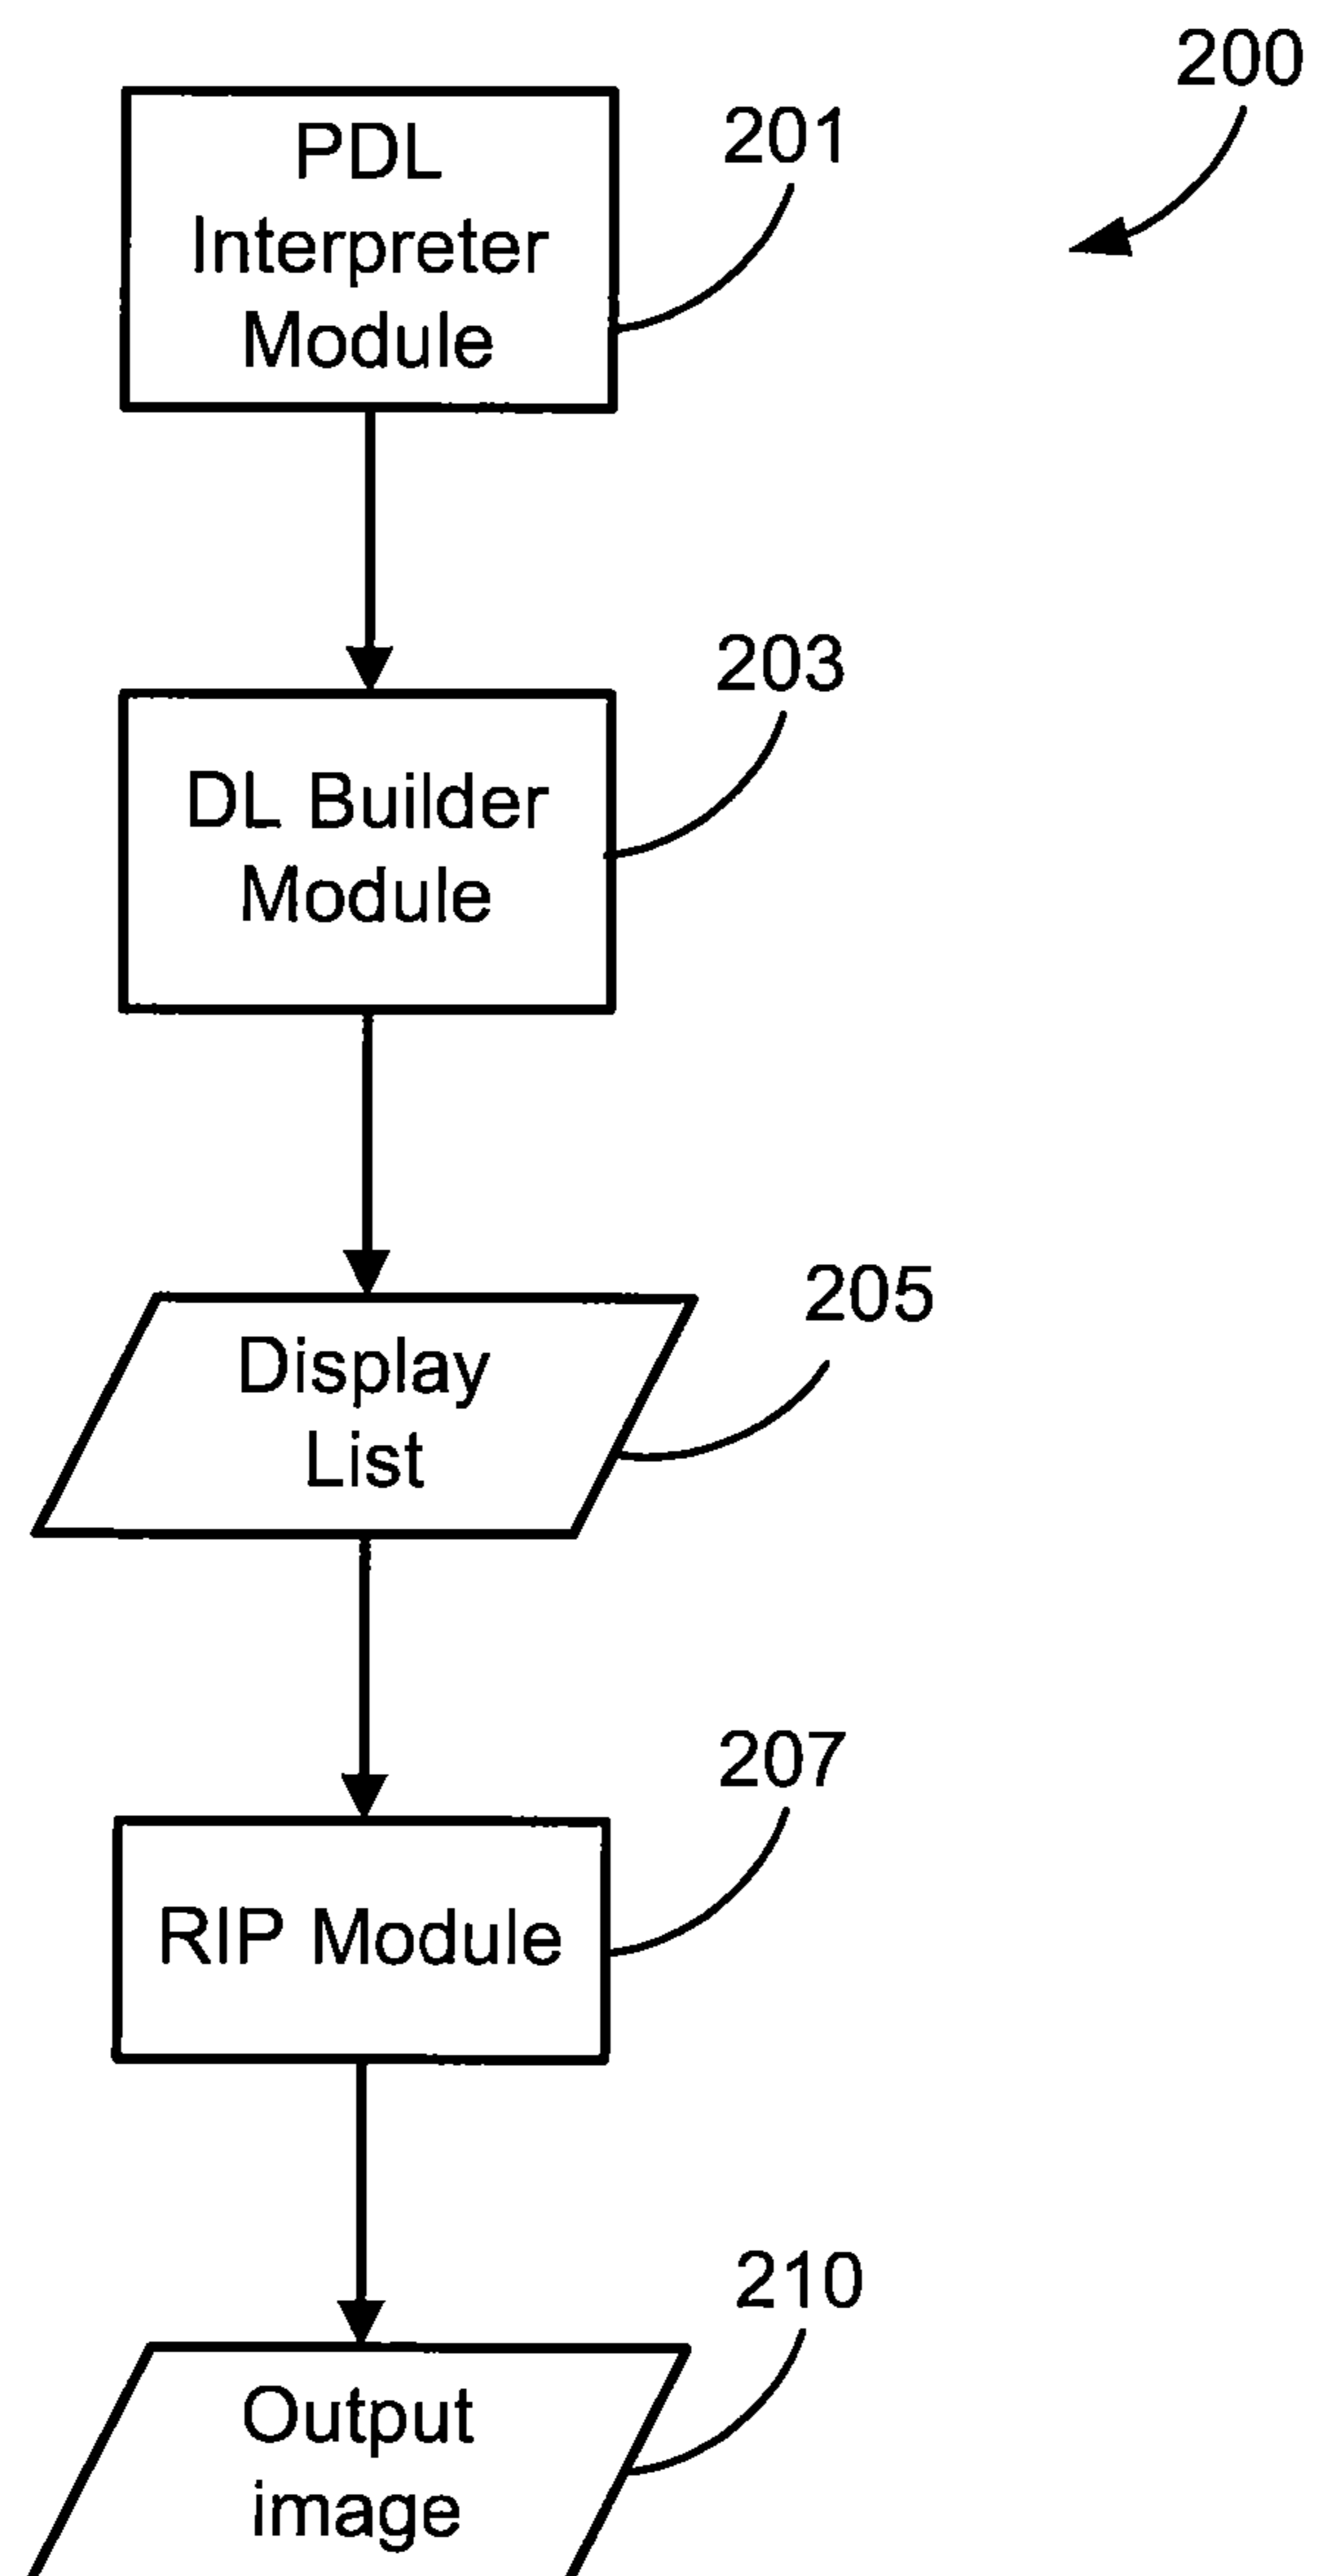 200
201
PDL
Interpreter
Module
203
DL Builder
Module
205
Display
List
207
RIP Module
210
Output
image